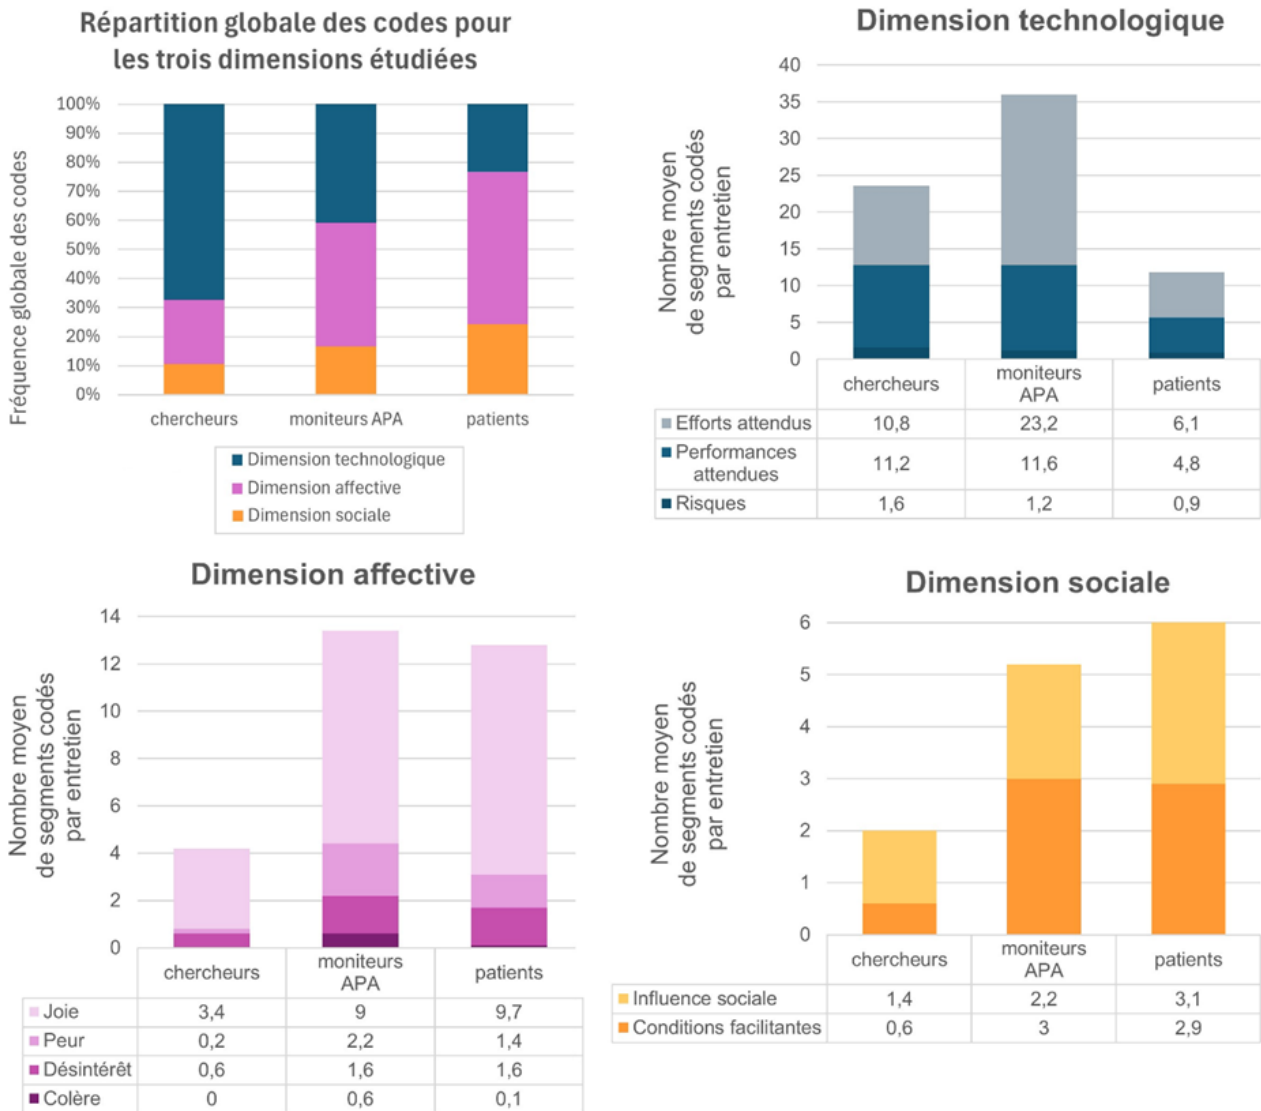 Répartition globale des codes pour
les trois dimensions étudiées
Fréquence globale des codes
100%
90%
80%
70%
60%
50%
40%
30%
20%
10%
0%
chercheurs moniteurs APA patients
Dimension technologique
Dimension affective
Dimension sociale
Dimension technologique
Nombre moyen
de segments codés
par entretien
40
35
30
25
20
15
10
5
0
chercheurs moniteurs APA patients
Efforts attendus 10,8 23,2 6,1
Performances attendues 11,2 11,6 4,8
Risques 1,6 1,2 0,9
Dimension affective
Nombre moyen
de segments codés
par entretien
14
12
10
8
6
4
2
0
chercheurs moniteurs APA patients
Joie 3,4 9 9,7
Peur 0,2 2,2 1,4
Désintérêt 0,6 1,6 1,6
Colère 0 0,6 0,1
Dimension sociale
Nombre moyen
de segments codés
par entretien
6
5
4
3
2
1
0
chercheurs moniteurs APA patients
Influence sociale 1,4 2,2 3,1
Conditions facilitantes 0,6 3 2,9